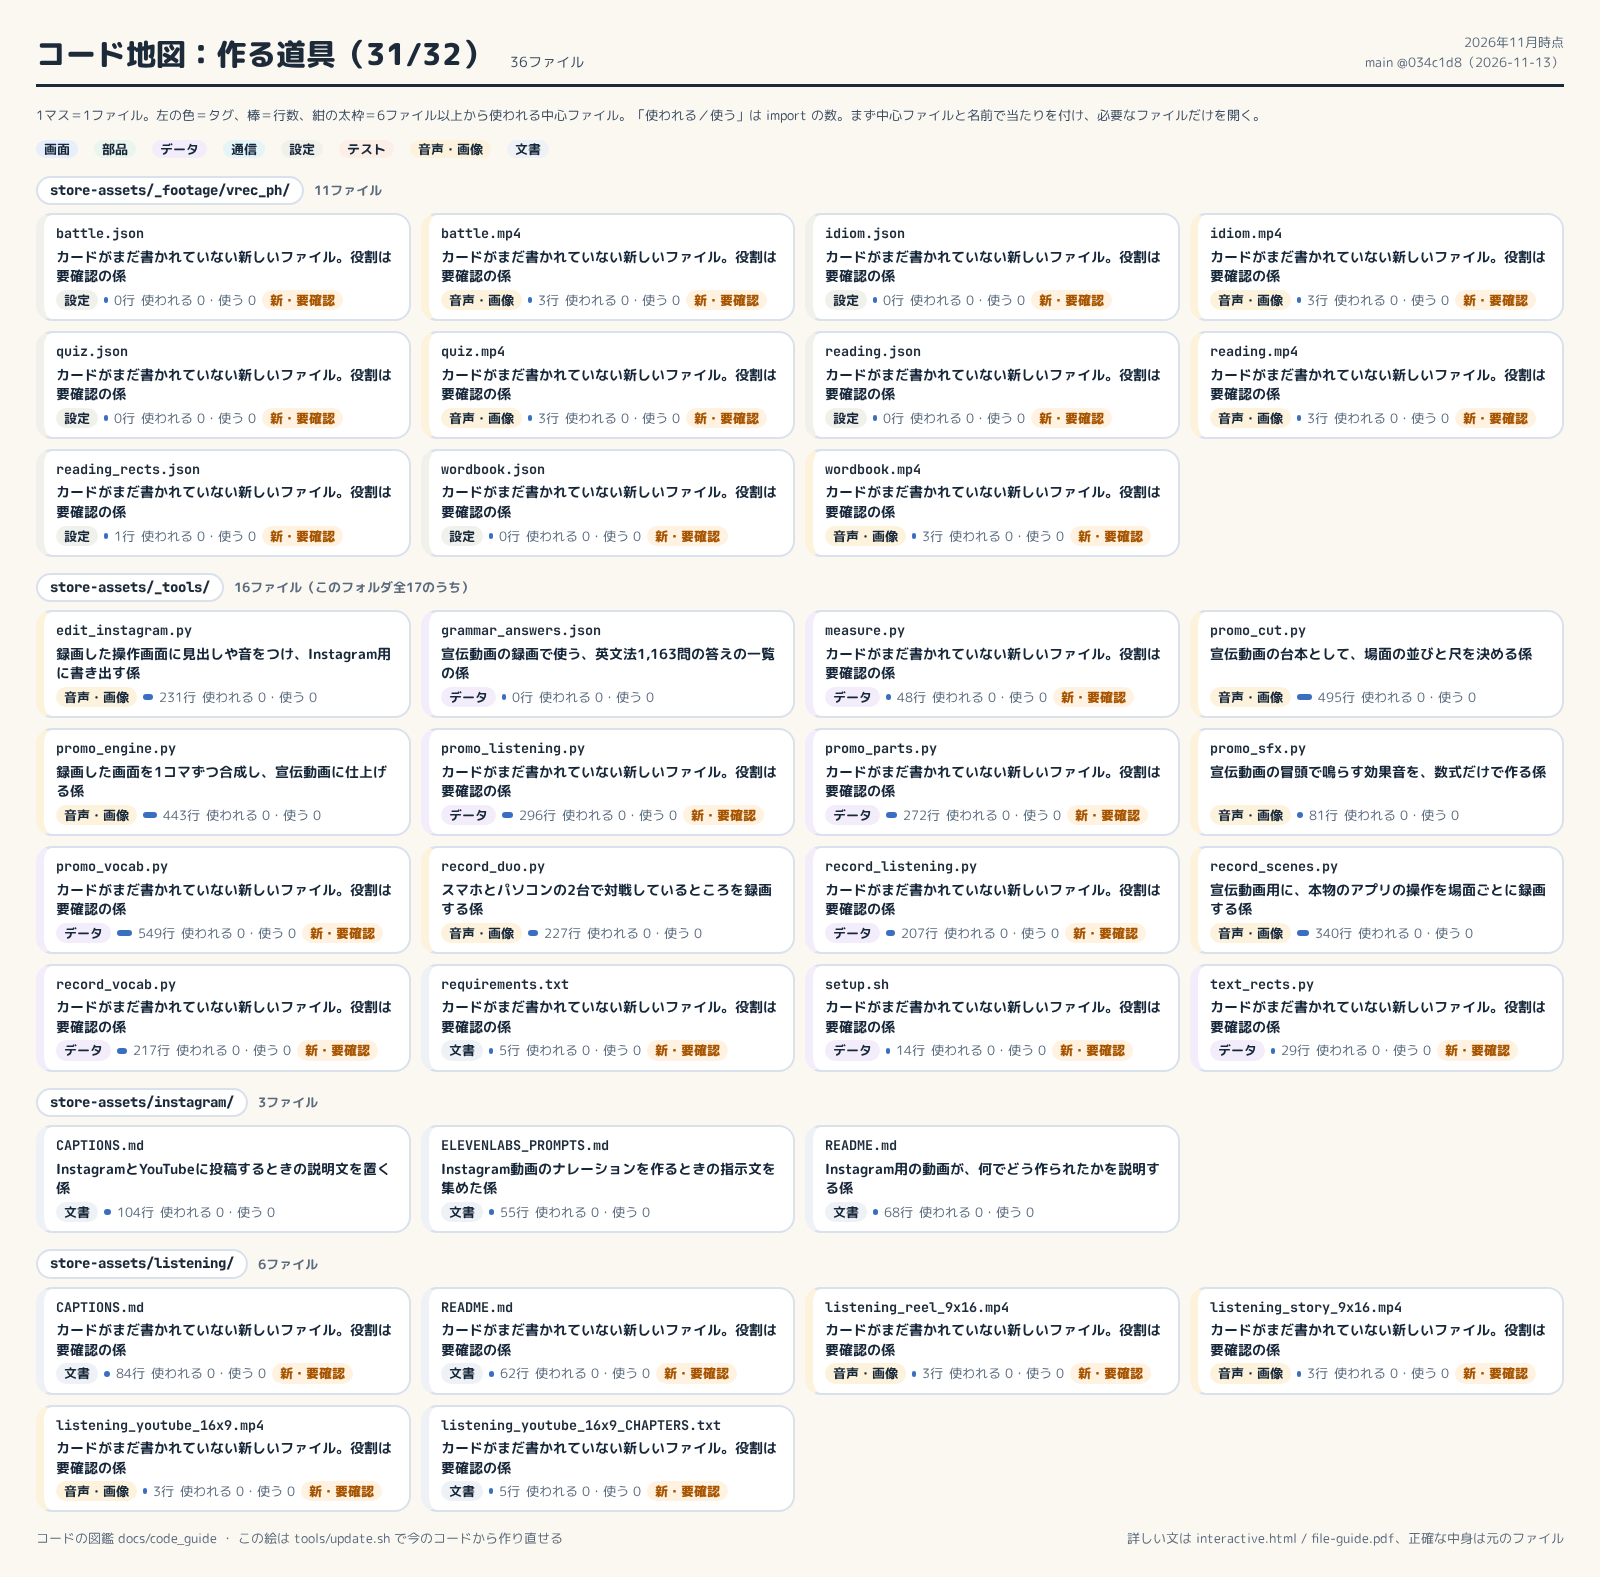 コード地図：作る道具（31/32） 36ファイル
2026年11月時点
main @034c1d8（2026-11-13）
1マス＝1ファイル。左の色＝タグ、棒＝行数、紺の太枠＝6ファイル以上から使われる中心ファイル。「使われる／使う」は import の数。まず中心ファイルと名前で当たりを付け、必要なファイルだけを開く。
画面 部品 データ 通信 設定 テスト 音声・画像 文書
store-assets/_footage/vrec_ph/ 11ファイル
battle.json
カードがまだ書かれていない新しいファイル。役割は
要確認の係
設定 0行 使われる 0 · 使う 0 新・要確認
battle.mp4
カードがまだ書かれていない新しいファイル。役割は
要確認の係
音声・画像 3行 使われる 0 · 使う 0 新・要確認
idiom.json
カードがまだ書かれていない新しいファイル。役割は
要確認の係
設定 0行 使われる 0 · 使う 0 新・要確認
idiom.mp4
カードがまだ書かれていない新しいファイル。役割は
要確認の係
音声・画像 3行 使われる 0 · 使う 0 新・要確認
quiz.json
カードがまだ書かれていない新しいファイル。役割は
要確認の係
設定 0行 使われる 0 · 使う 0 新・要確認
quiz.mp4
カードがまだ書かれていない新しいファイル。役割は
要確認の係
音声・画像 3行 使われる 0 · 使う 0 新・要確認
reading.json
カードがまだ書かれていない新しいファイル。役割は
要確認の係
設定 0行 使われる 0 · 使う 0 新・要確認
reading.mp4
カードがまだ書かれていない新しいファイル。役割は
要確認の係
音声・画像 3行 使われる 0 · 使う 0 新・要確認
reading_rects.json
カードがまだ書かれていない新しいファイル。役割は
要確認の係
設定 1行 使われる 0 · 使う 0 新・要確認
wordbook.json
カードがまだ書かれていない新しいファイル。役割は
要確認の係
設定 0行 使われる 0 · 使う 0 新・要確認
wordbook.mp4
カードがまだ書かれていない新しいファイル。役割は
要確認の係
音声・画像 3行 使われる 0 · 使う 0 新・要確認
store-assets/_tools/ 16ファイル（このフォルダ全17のうち）
edit_instagram.py
録画した操作画面に見出しや音をつけ、Instagram用
に書き出す係
音声・画像 231行 使われる 0 · 使う 0
grammar_answers.json
宣伝動画の録画で使う、英文法1,163問の答えの一覧
の係
データ 0行 使われる 0 · 使う 0
measure.py
カードがまだ書かれていない新しいファイル。役割は
要確認の係
データ 48行 使われる 0 · 使う 0 新・要確認
promo_cut.py
宣伝動画の台本として、場面の並びと尺を決める係
音声・画像 495行 使われる 0 · 使う 0
promo_engine.py
録画した画面を1コマずつ合成し、宣伝動画に仕上げ
る係
音声・画像 443行 使われる 0 · 使う 0
promo_listening.py
カードがまだ書かれていない新しいファイル。役割は
要確認の係
データ 296行 使われる 0 · 使う 0 新・要確認
promo_parts.py
カードがまだ書かれていない新しいファイル。役割は
要確認の係
データ 272行 使われる 0 · 使う 0 新・要確認
promo_sfx.py
宣伝動画の冒頭で鳴らす効果音を、数式だけで作る係
音声・画像 81行 使われる 0 · 使う 0
promo_vocab.py
カードがまだ書かれていない新しいファイル。役割は
要確認の係
データ 549行 使われる 0 · 使う 0 新・要確認
record_duo.py
スマホとパソコンの2台で対戦しているところを録画
する係
音声・画像 227行 使われる 0 · 使う 0
record_listening.py
カードがまだ書かれていない新しいファイル。役割は
要確認の係
データ 207行 使われる 0 · 使う 0 新・要確認
record_scenes.py
宣伝動画用に、本物のアプリの操作を場面ごとに録画
する係
音声・画像 340行 使われる 0 · 使う 0
record_vocab.py
カードがまだ書かれていない新しいファイル。役割は
要確認の係
データ 217行 使われる 0 · 使う 0 新・要確認
requirements.txt
カードがまだ書かれていない新しいファイル。役割は
要確認の係
文書 5行 使われる 0 · 使う 0 新・要確認
setup.sh
カードがまだ書かれていない新しいファイル。役割は
要確認の係
データ 14行 使われる 0 · 使う 0 新・要確認
text_rects.py
カードがまだ書かれていない新しいファイル。役割は
要確認の係
データ 29行 使われる 0 · 使う 0 新・要確認
store-assets/instagram/ 3ファイル
CAPTIONS.md
InstagramとYouTubeに投稿するときの説明文を置く
係
文書 104行 使われる 0 · 使う 0
ELEVENLABS_PROMPTS.md
Instagram動画のナレーションを作るときの指示文を
集めた係
文書 55行 使われる 0 · 使う 0
README.md
Instagram用の動画が、何でどう作られたかを説明す
る係
文書 68行 使われる 0 · 使う 0
store-assets/listening/ 6ファイル
CAPTIONS.md
カードがまだ書かれていない新しいファイル。役割は
要確認の係
文書 84行 使われる 0 · 使う 0 新・要確認
README.md
カードがまだ書かれていない新しいファイル。役割は
要確認の係
文書 62行 使われる 0 · 使う 0 新・要確認
listening_reel_9x16.mp4
カードがまだ書かれていない新しいファイル。役割は
要確認の係
音声・画像 3行 使われる 0 · 使う 0 新・要確認
listening_story_9x16.mp4
カードがまだ書かれていない新しいファイル。役割は
要確認の係
音声・画像 3行 使われる 0 · 使う 0 新・要確認
listening_youtube_16x9.mp4
カードがまだ書かれていない新しいファイル。役割は
要確認の係
音声・画像 3行 使われる 0 · 使う 0 新・要確認
listening_youtube_16x9_CHAPTERS.txt
カードがまだ書かれていない新しいファイル。役割は
要確認の係
文書 5行 使われる 0 · 使う 0 新・要確認
コードの図鑑 docs/code_guide · この絵は tools/update.sh で今のコードから作り直せる
詳しい文は interactive.html / file-guide.pdf、正確な中身は元のファイル